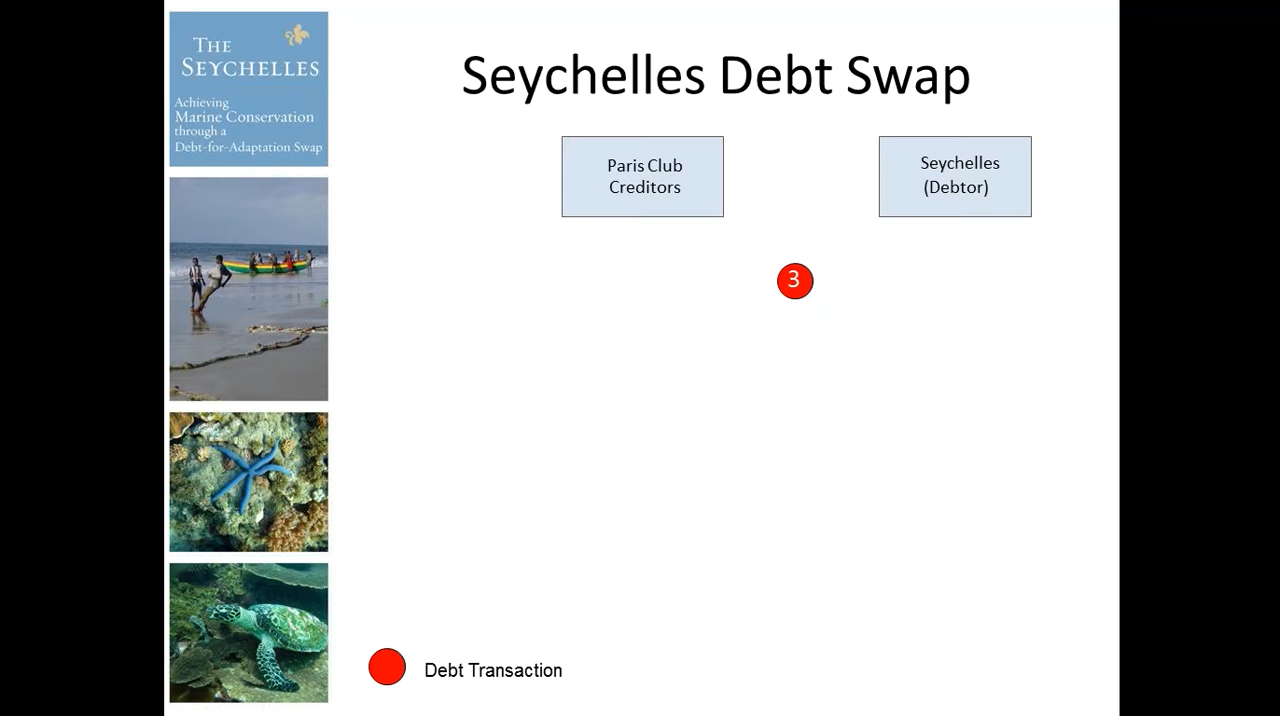 THE
SEYCHELLES
Achieving
Marine Conservation
through a
Debt-for-Adaptation Swap
Seychelles Debt Swap
Paris Club
Creditors
Seychelles
(Debtor)
3
Debt Transaction